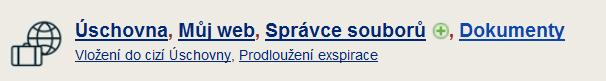 Úschovna, Můj web, Správce souborů, Dokumenty
Vložení do cizí Úschovny, Prodloužení exspirace